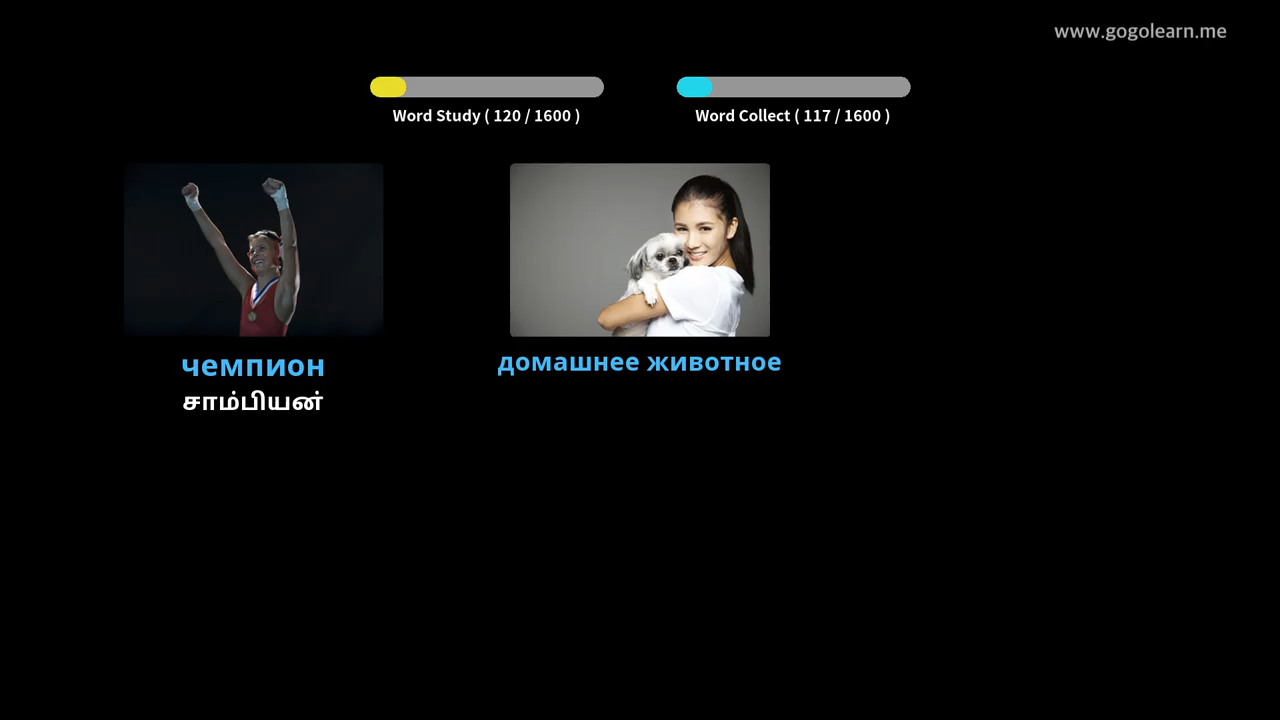 www.gogolearn.me
Word Study ( 120 / 1600 )
Word Collect ( 117 / 1600 )
чемпион
சாம்பியன்
домашнее животное